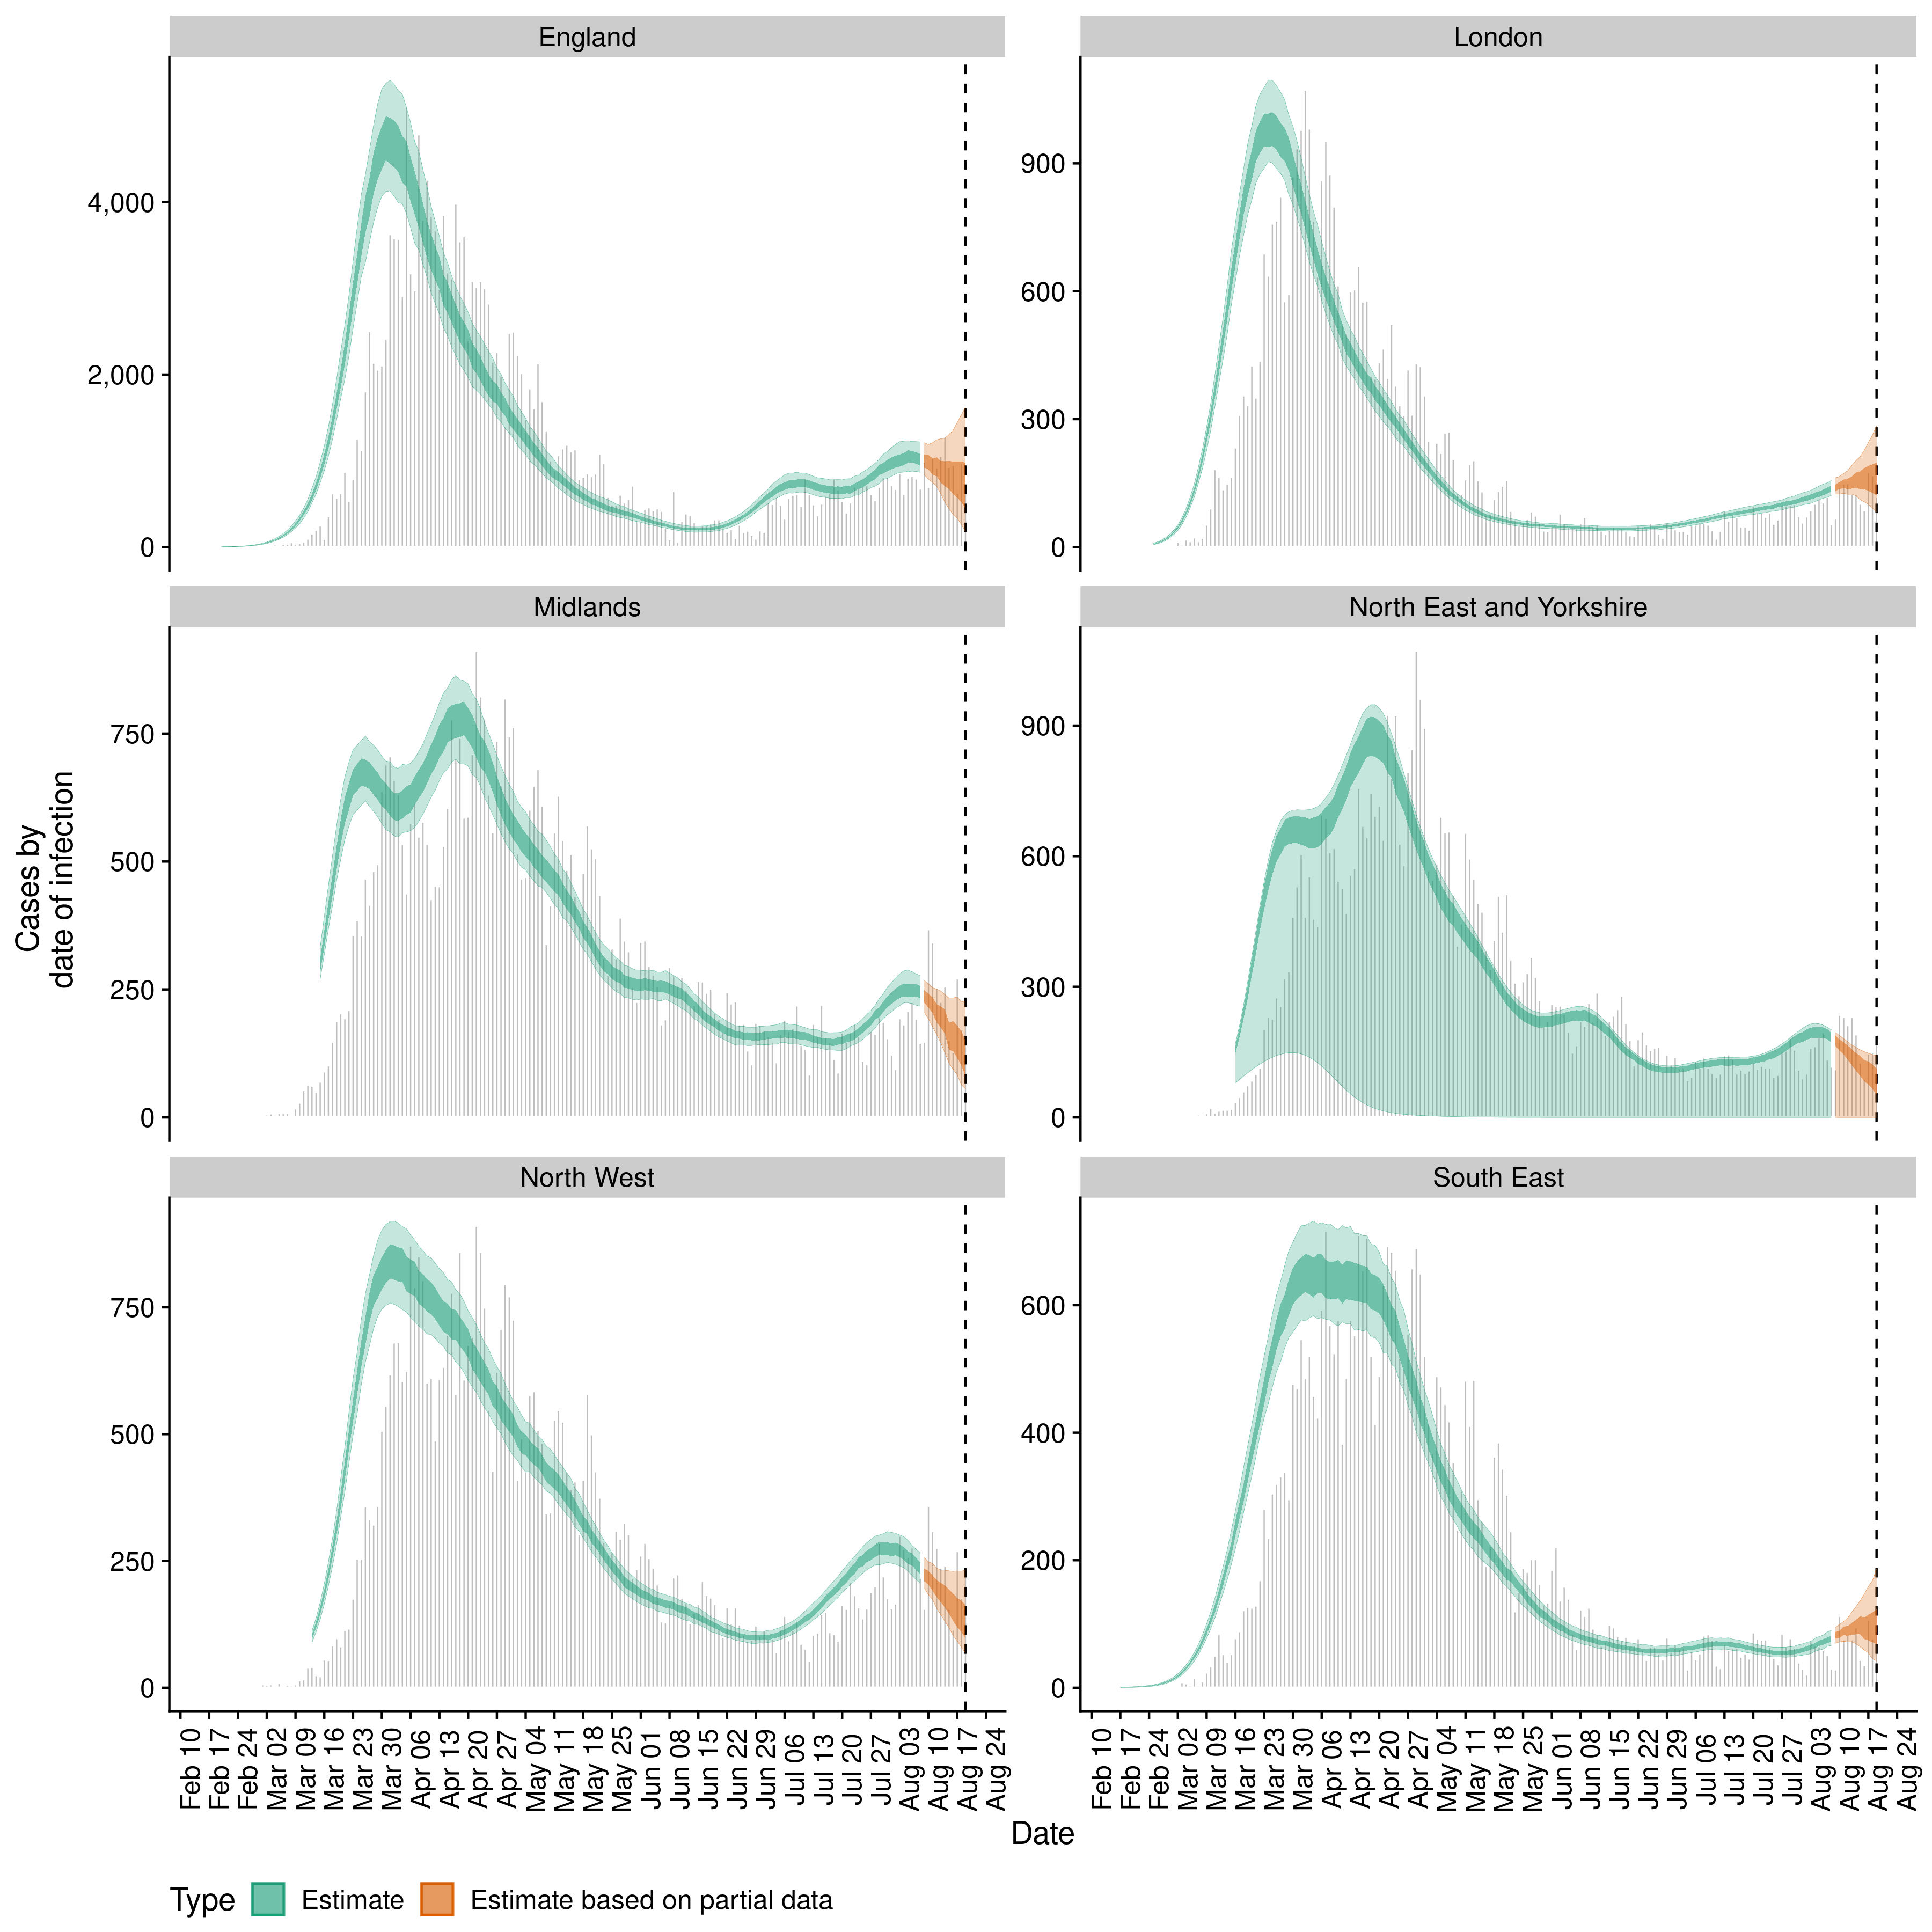 England
London
4,000
2,000
0
900
600
300
0
Midlands
North East and Yorkshire
750
500
250
0
900
600
300
0
Cases by
date of infection
North West
South East
750
500
250
0
600
400
200
0
Feb 10
Feb 17
Feb 24
Mar 02
Mar 09
Mar 16
Mar 23
Mar 30
Apr 06
Apr 13
Apr 20
Apr 27
May 04
May 11
May 18
May 25
Jun 01
Jun 08
Jun 15
Jun 22
Jun 29
Jul 06
Jul 13
Jul 20
Jul 27
Aug 03
Aug 10
Aug 17
Aug 24
Feb 10
Feb 17
Feb 24
Mar 02
Mar 09
Mar 16
Mar 23
Mar 30
Apr 06
Apr 13
Apr 20
Apr 27
May 04
May 11
May 18
May 25
Jun 01
Jun 08
Jun 15
Jun 22
Jun 29
Jul 06
Jul 13
Jul 20
Jul 27
Aug 03
Aug 10
Aug 17
Aug 24
Date
Type Estimate Estimate based on partial data